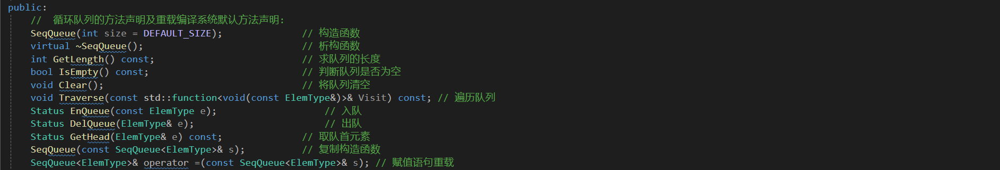 public:
//  循环队列的方法声明及重载编译系统默认方法声明:
SeqQueue(int size = DEFAULT_SIZE);              // 构造函数
virtual ~SeqQueue();                            // 析构函数
int GetLength() const;                          // 求队列的长度
bool IsEmpty() const;                           // 判断队列是否为空
void Clear();                                   // 将队列清空
void Traverse(const std::function<void(const ElemType&)>& Visit) const; // 遍历队列
Status EnQueue(const ElemType e);                   // 入队
Status DelQueue(ElemType& e);                       // 出队
Status GetHead(ElemType& e) const;              // 取队首元素
SeqQueue(const SeqQueue<ElemType>& s);          // 复制构造函数
SeqQueue<ElemType>& operator =(const SeqQueue<ElemType>& s); // 赋值语句重载